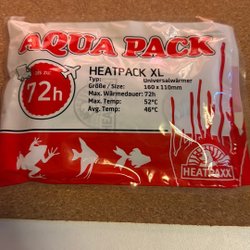 AQUA PACK
BIS ZU:
72h
HEATPACK XL
Typ: Universalwärmer
Größe / Size: 160 x 110mm
Max. Wärmedauer: 72h
Max. Temp: 52°C
Avg. Temp: 46°C
HEATPAXX